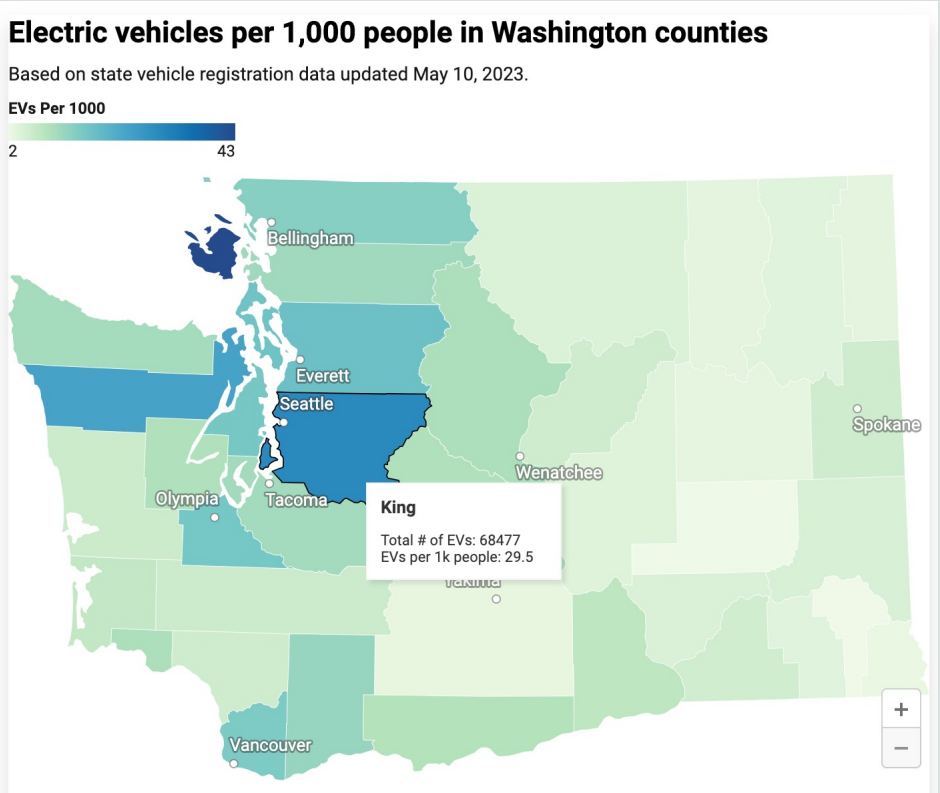 Electric vehicles per 1,000 people in Washington counties
Based on state vehicle registration data updated May 10, 2023.
EVs Per 1000
2 43
Bellingham
Everett
Seattle
Spokane
Wenatchee
Olympia
Tacoma
King
Total # of EVs: 68477
EVs per 1k people: 29.5
Yakima
+
Vancouver
−